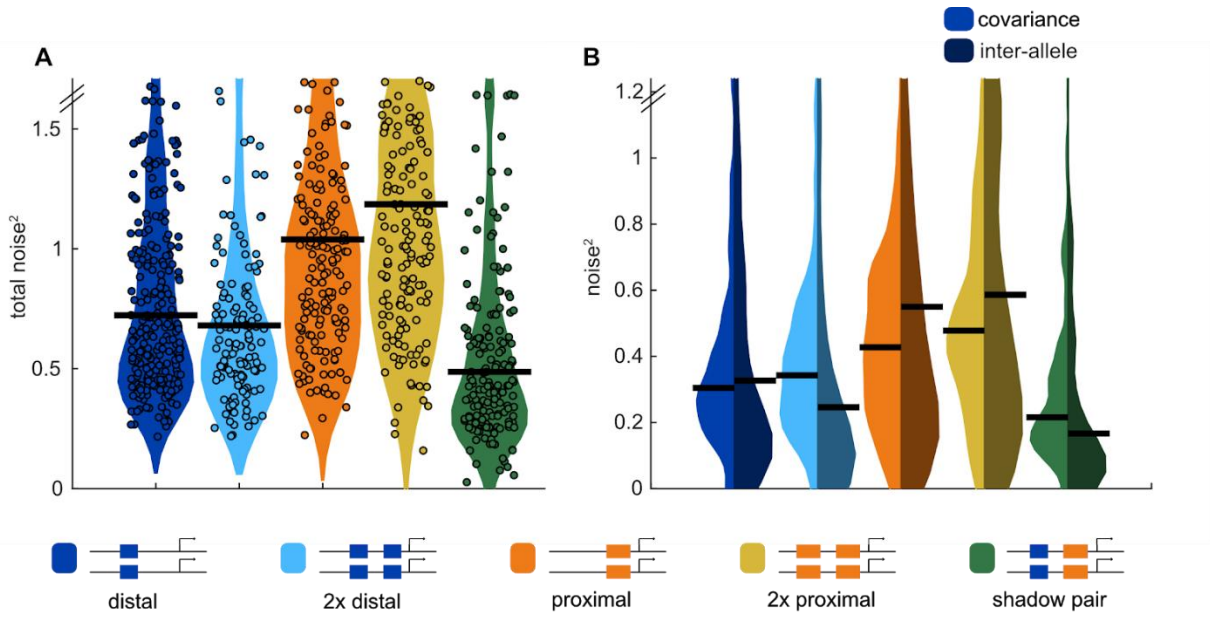 covariance
inter-allele
A
B
1.5
1
0.5
0
total noise²
1.2
1
0.8
0.6
0.4
0.2
0
noise²
distal
2x distal
proximal
2x proximal
shadow pair